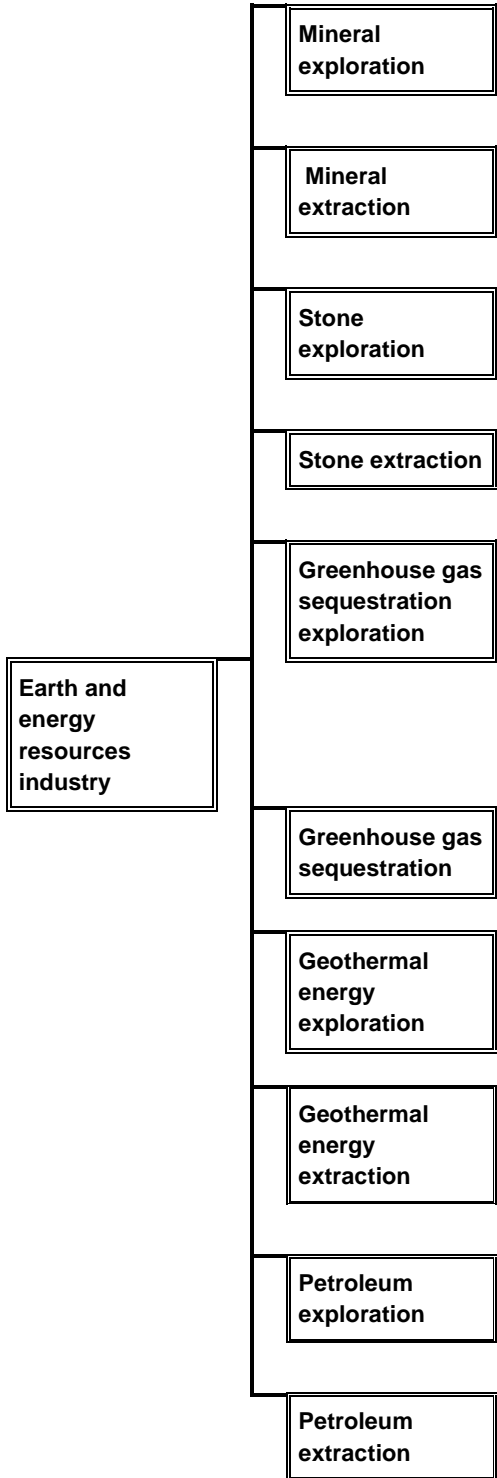 Mineral
exploration
Mineral
extraction
Stone
exploration
Stone extraction
Greenhouse gas
sequestration
exploration
Earth and
energy
resources
industry
Greenhouse gas
sequestration
Geothermal
energy
exploration
Geothermal
energy
extraction
Petroleum
exploration
Petroleum
extraction